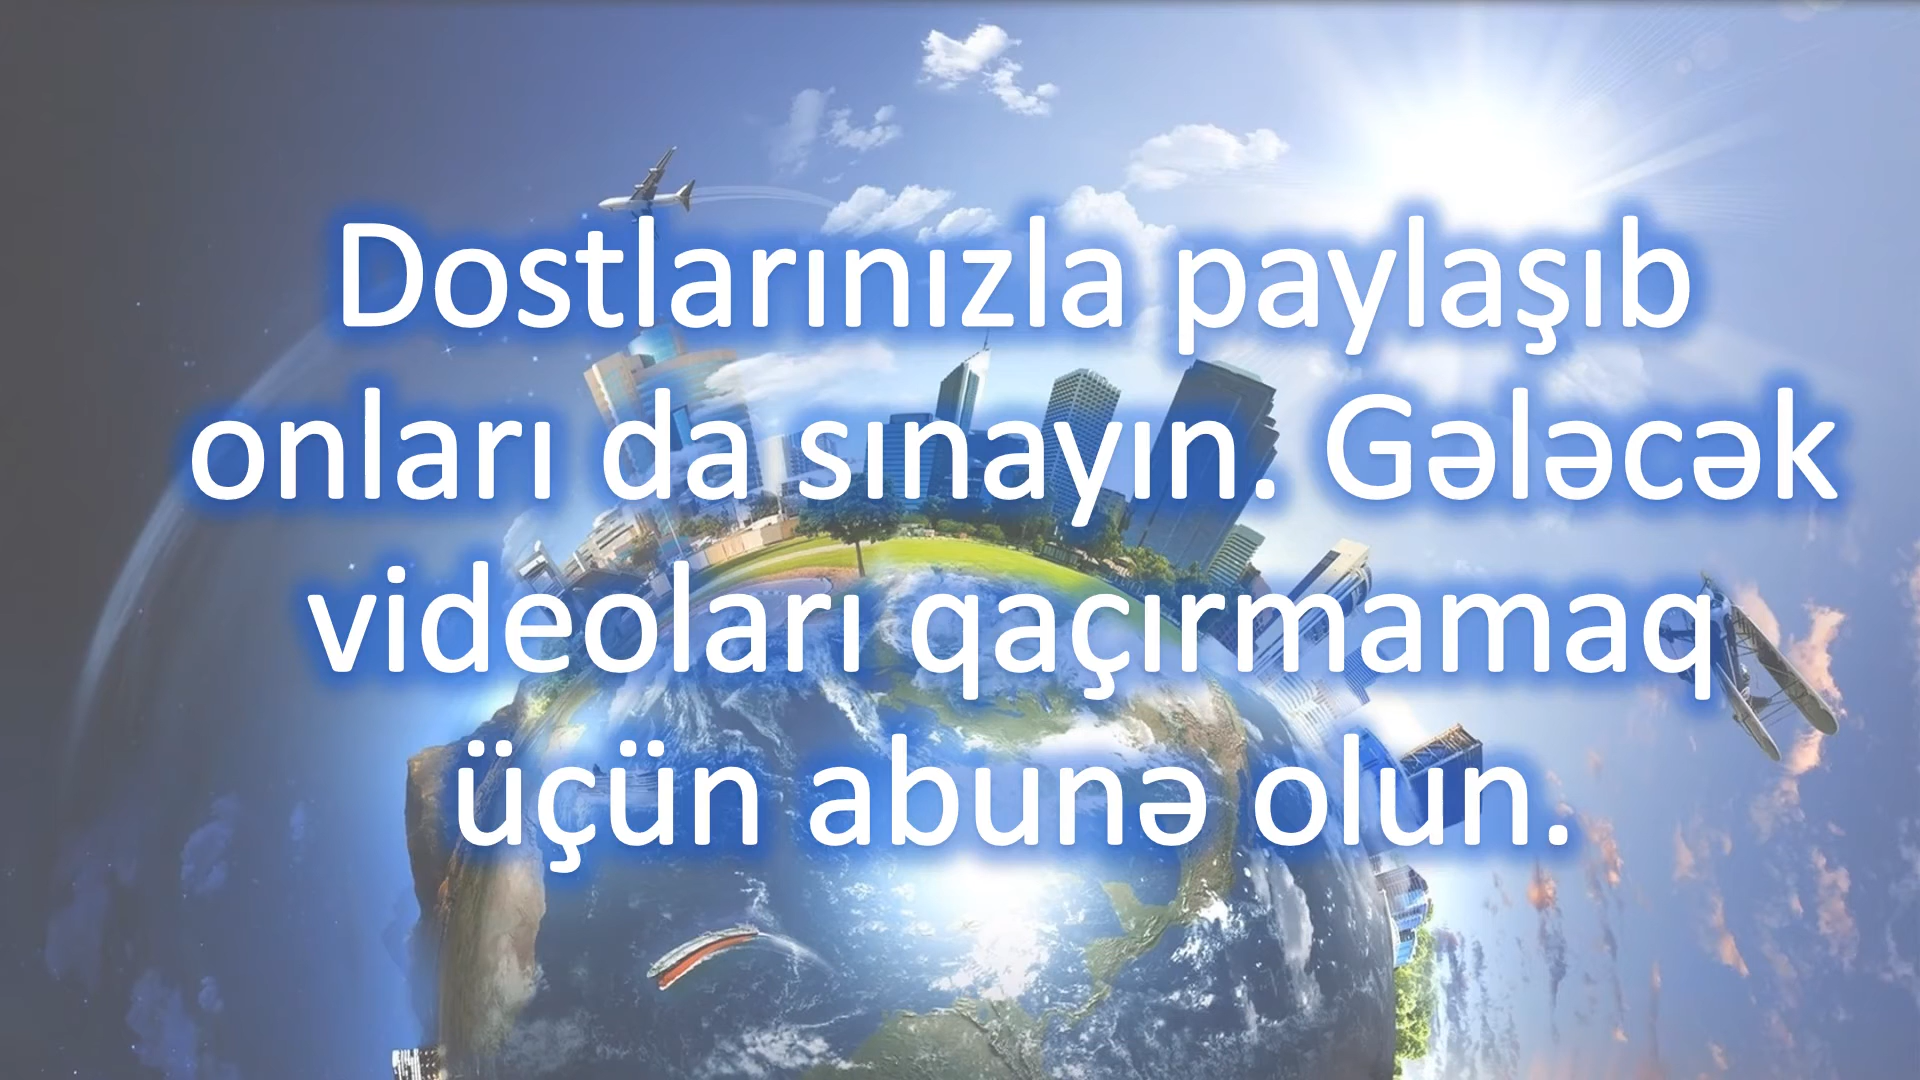 Dostlarınızla paylaşıb
onları da sınayın. Gələcək
videoları qaçırmamaq
üçün abunə olun.